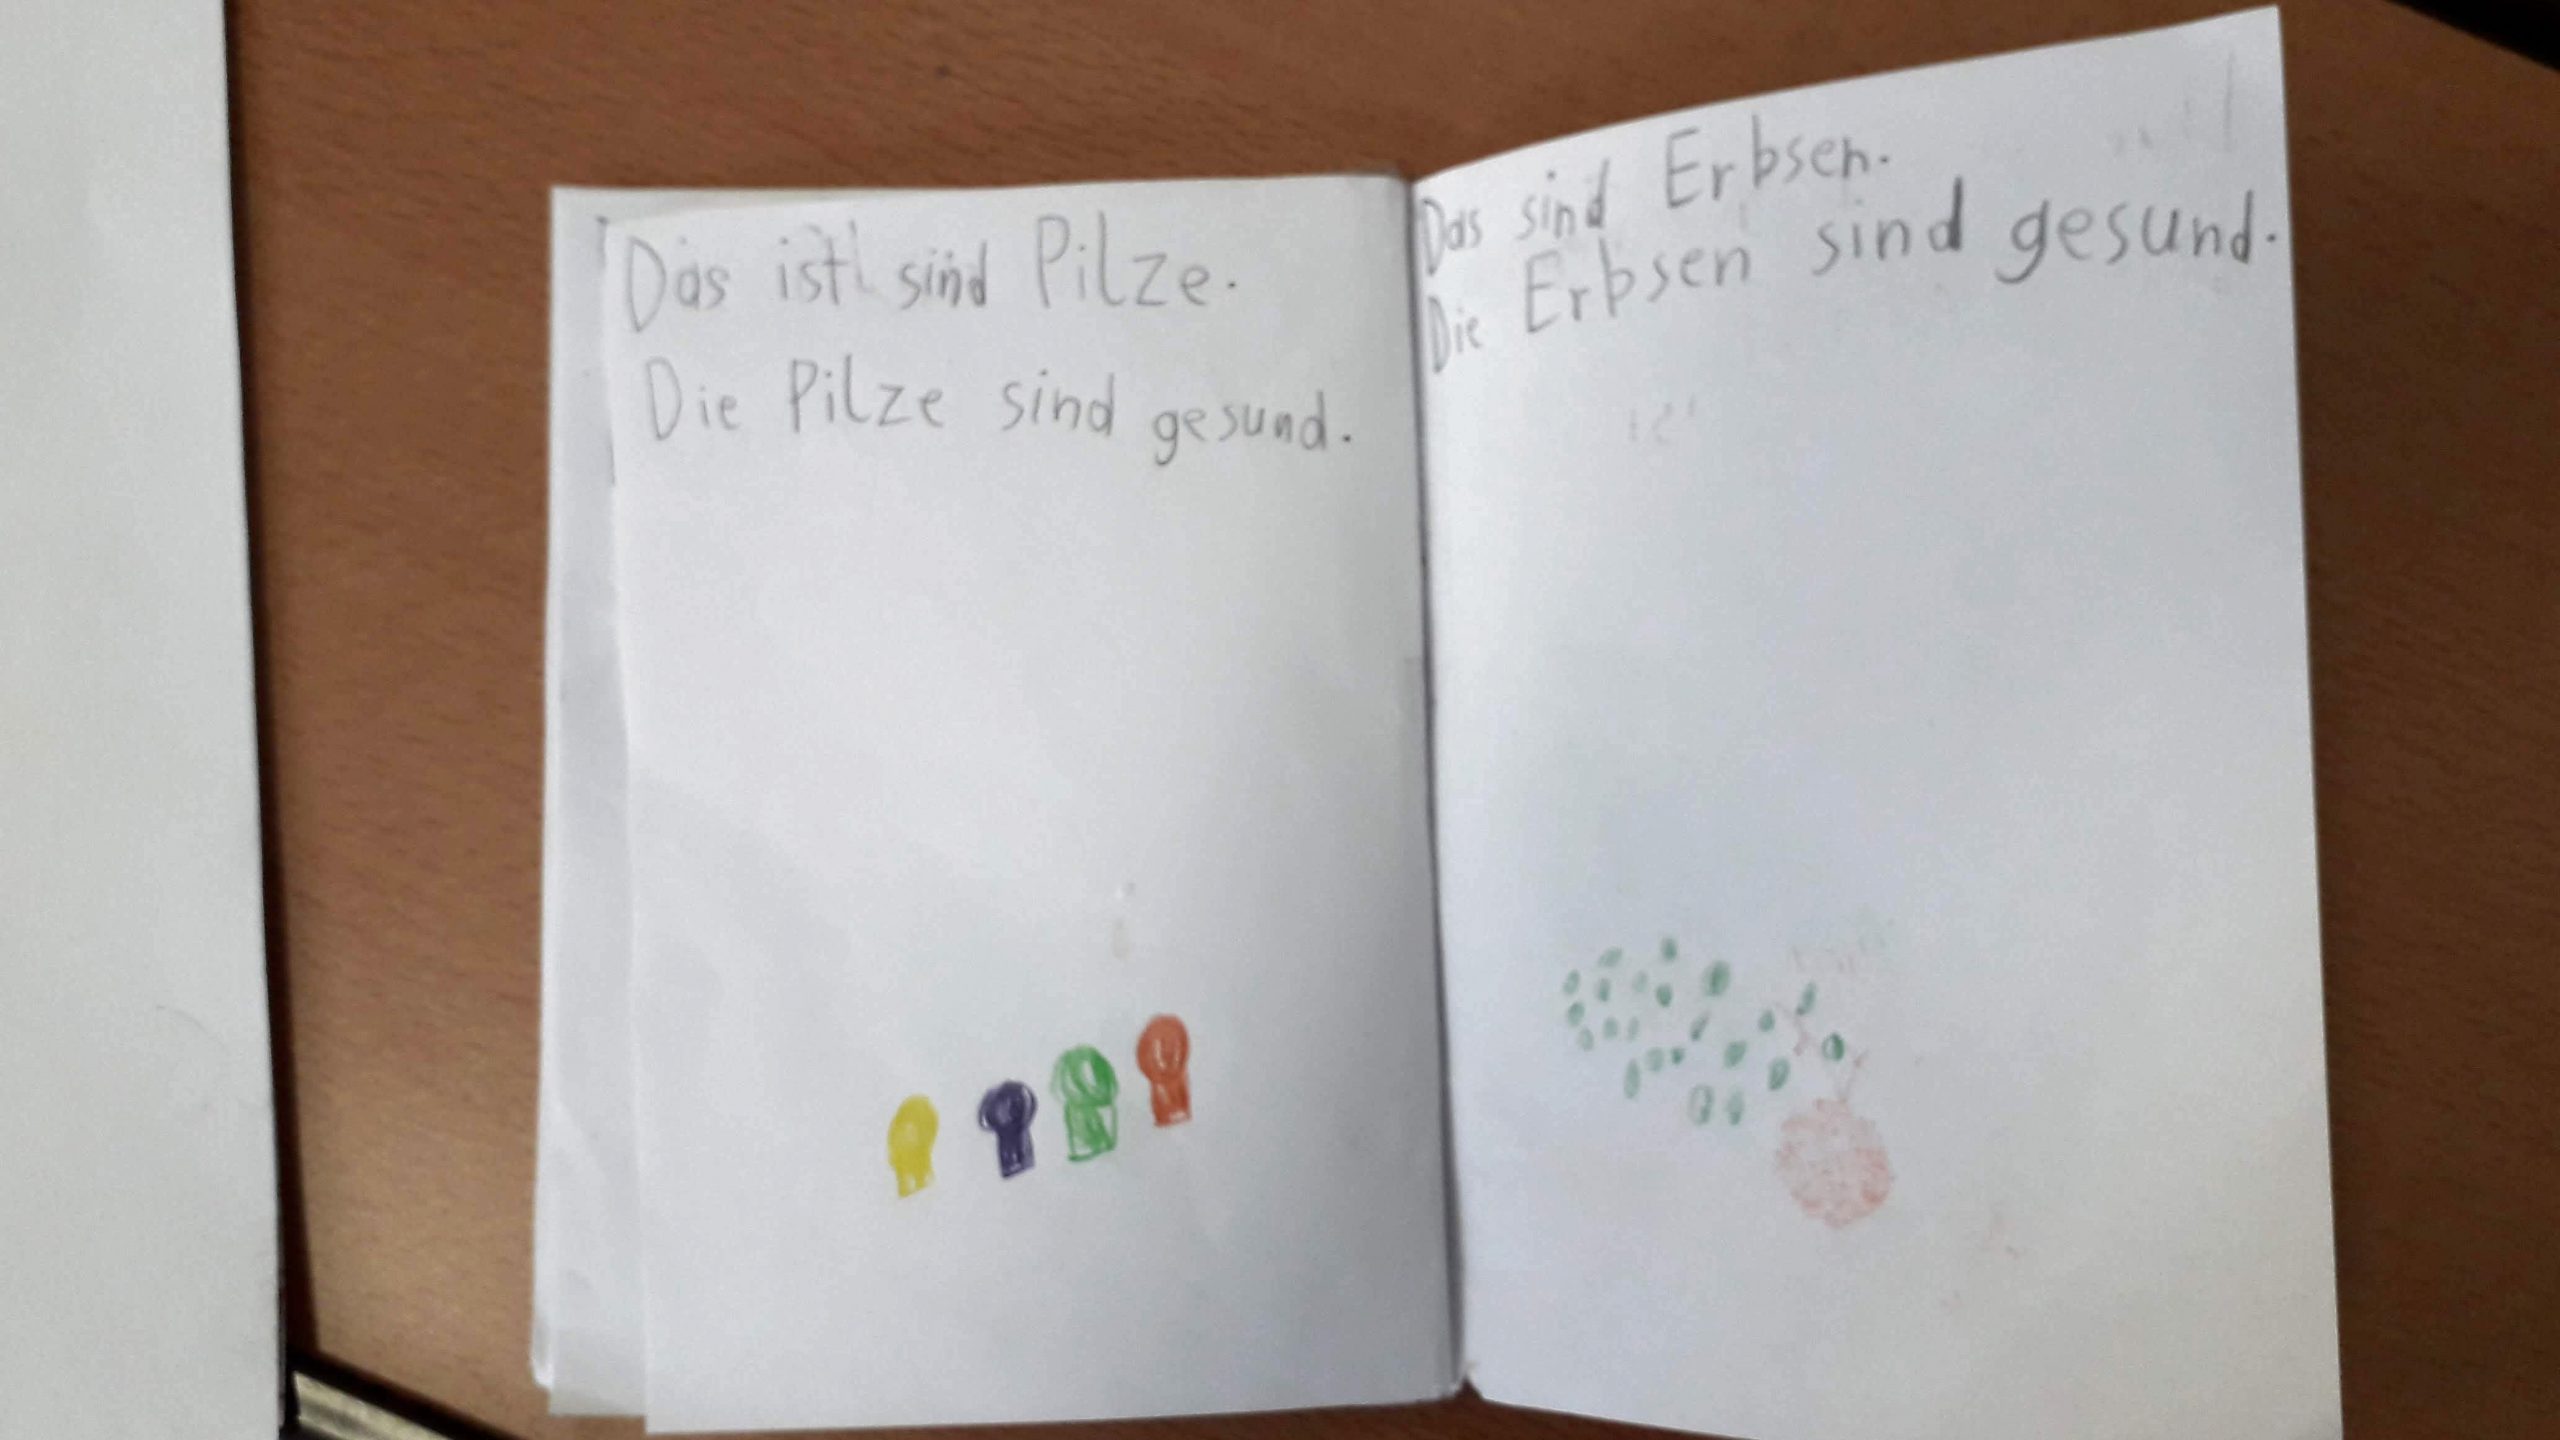 Das ist sind Pilze.
Die Pilze sind gesund.
Das sind Erbsen.
Die Erbsen sind gesund.